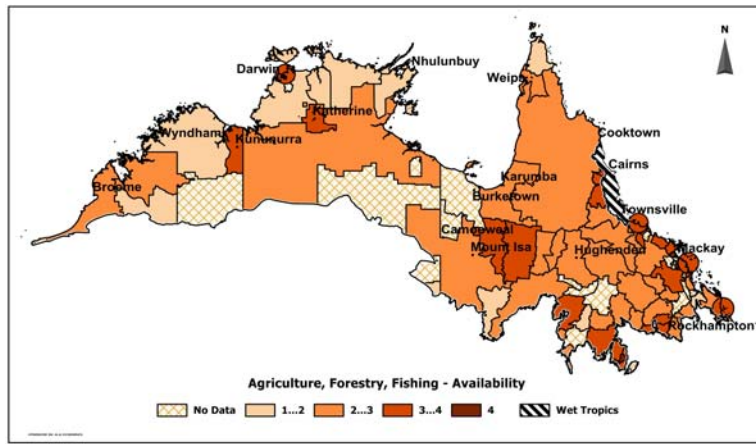 N
Darwin
Nhulunbuy
Weipa
Katherine
Wyndham
Kununurra
Cooktown
Cairns
Karumba
Broome
Burketown
Townsville
Camooweal
Mount Isa
Hughenden
Mackay
Rockhampton
Agriculture, Forestry, Fishing - Availability
No Data
1...2
2...3
3...4
4
Wet Tropics